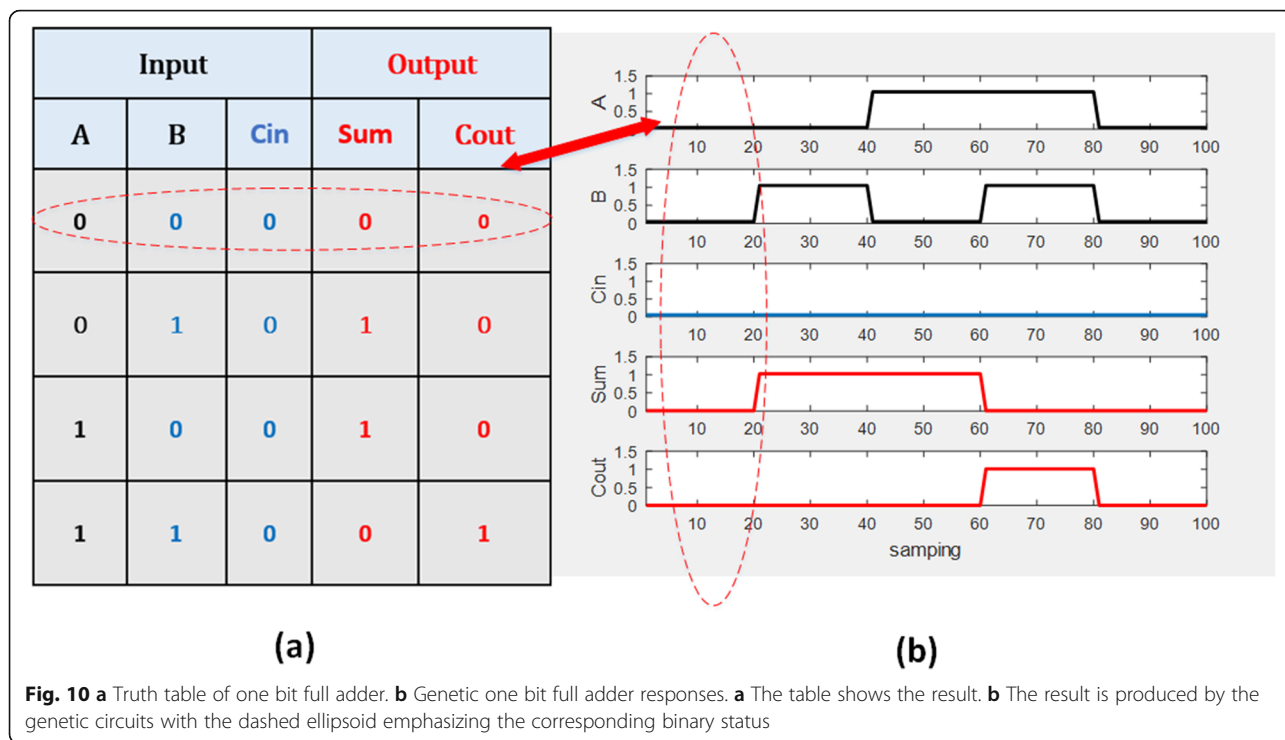 Input Output
A B Cin Sum Cout
0 0 0 0 0
0 1 0 1 0
1 0 0 1 0
1 1 0 0 1
(a)
1.5
1
0.5
0
A
10 20 30 40 50 60 70 80 90 100
1.5
1
0.5
0
B
10 20 30 40 50 60 70 80 90 100
1.5
1
0.5
0
Cin
10 20 30 40 50 60 70 80 90 100
1.5
1
0.5
0
Sum
10 20 30 40 50 60 70 80 90 100
1.5
1
0.5
0
Cout
10 20 30 40 50 60 70 80 90 100
samping
(b)
Fig. 10 a Truth table of one bit full adder. b Genetic one bit full adder responses. a The table shows the result. b The result is produced by the
genetic circuits with the dashed ellipsoid emphasizing the corresponding binary status